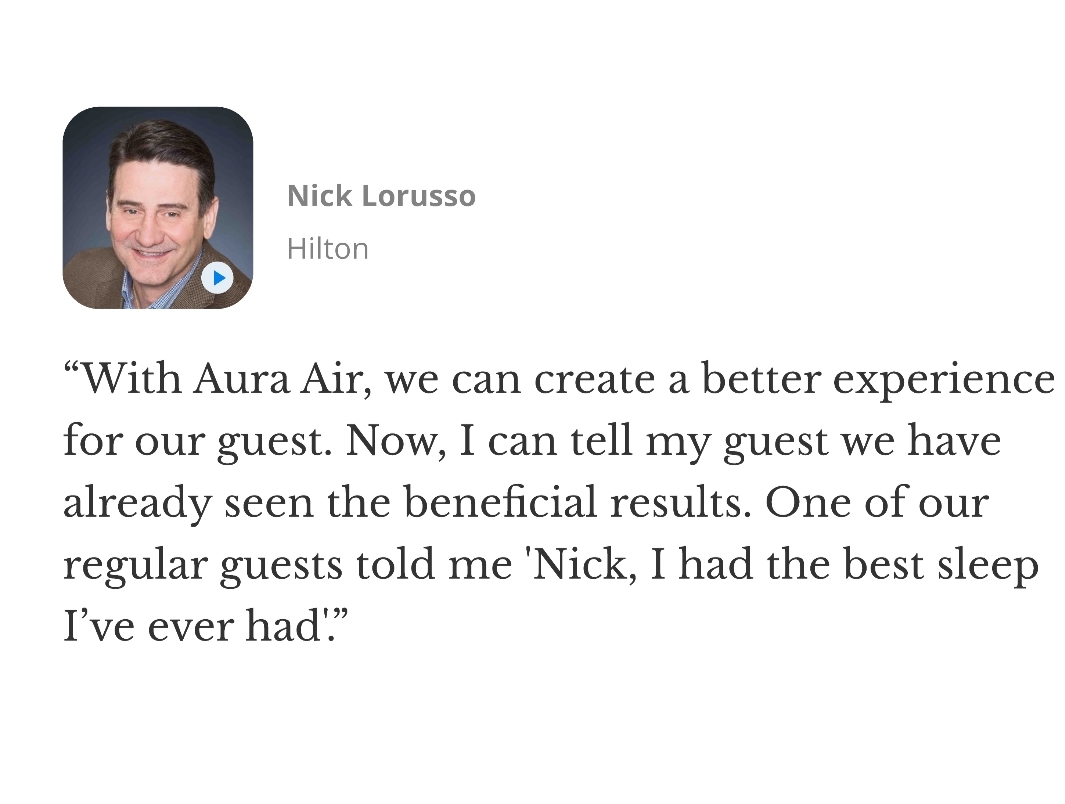 Nick Lorusso
Hilton
“With Aura Air, we can create a better experience
for our guest. Now, I can tell my guest we have
already seen the beneficial results. One of our
regular guests told me 'Nick, I had the best sleep
I’ve ever had'.”